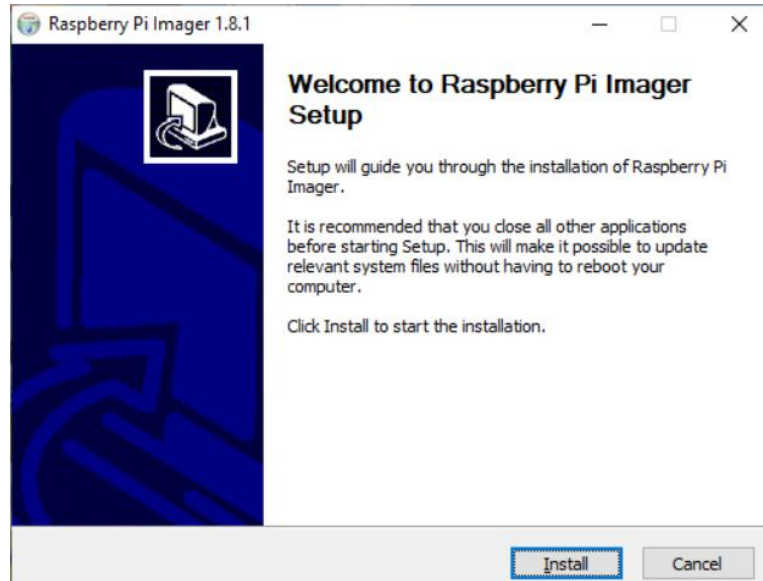 Raspberry Pi Imager 1.8.1
Welcome to Raspberry Pi Imager
Setup
Setup will guide you through the installation of Raspberry Pi
Imager.
It is recommended that you close all other applications
before starting Setup. This will make it possible to update
relevant system files without having to reboot your
computer.
Click Install to start the installation.
Install
Cancel